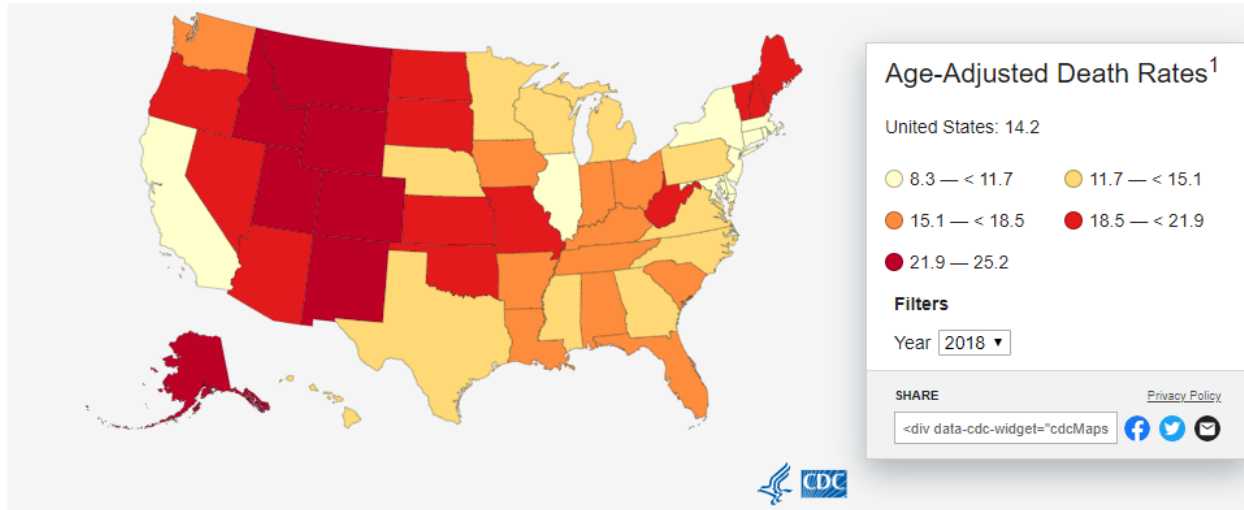 Age-Adjusted Death Rates1
United States: 14.2
8.3 — < 11.7
11.7 — < 15.1
15.1 — < 18.5
18.5 — < 21.9
21.9 — 25.2
Filters
Year 2018
SHARE
Privacy Policy
<div data-cdc-widget="cdcMaps
CDC